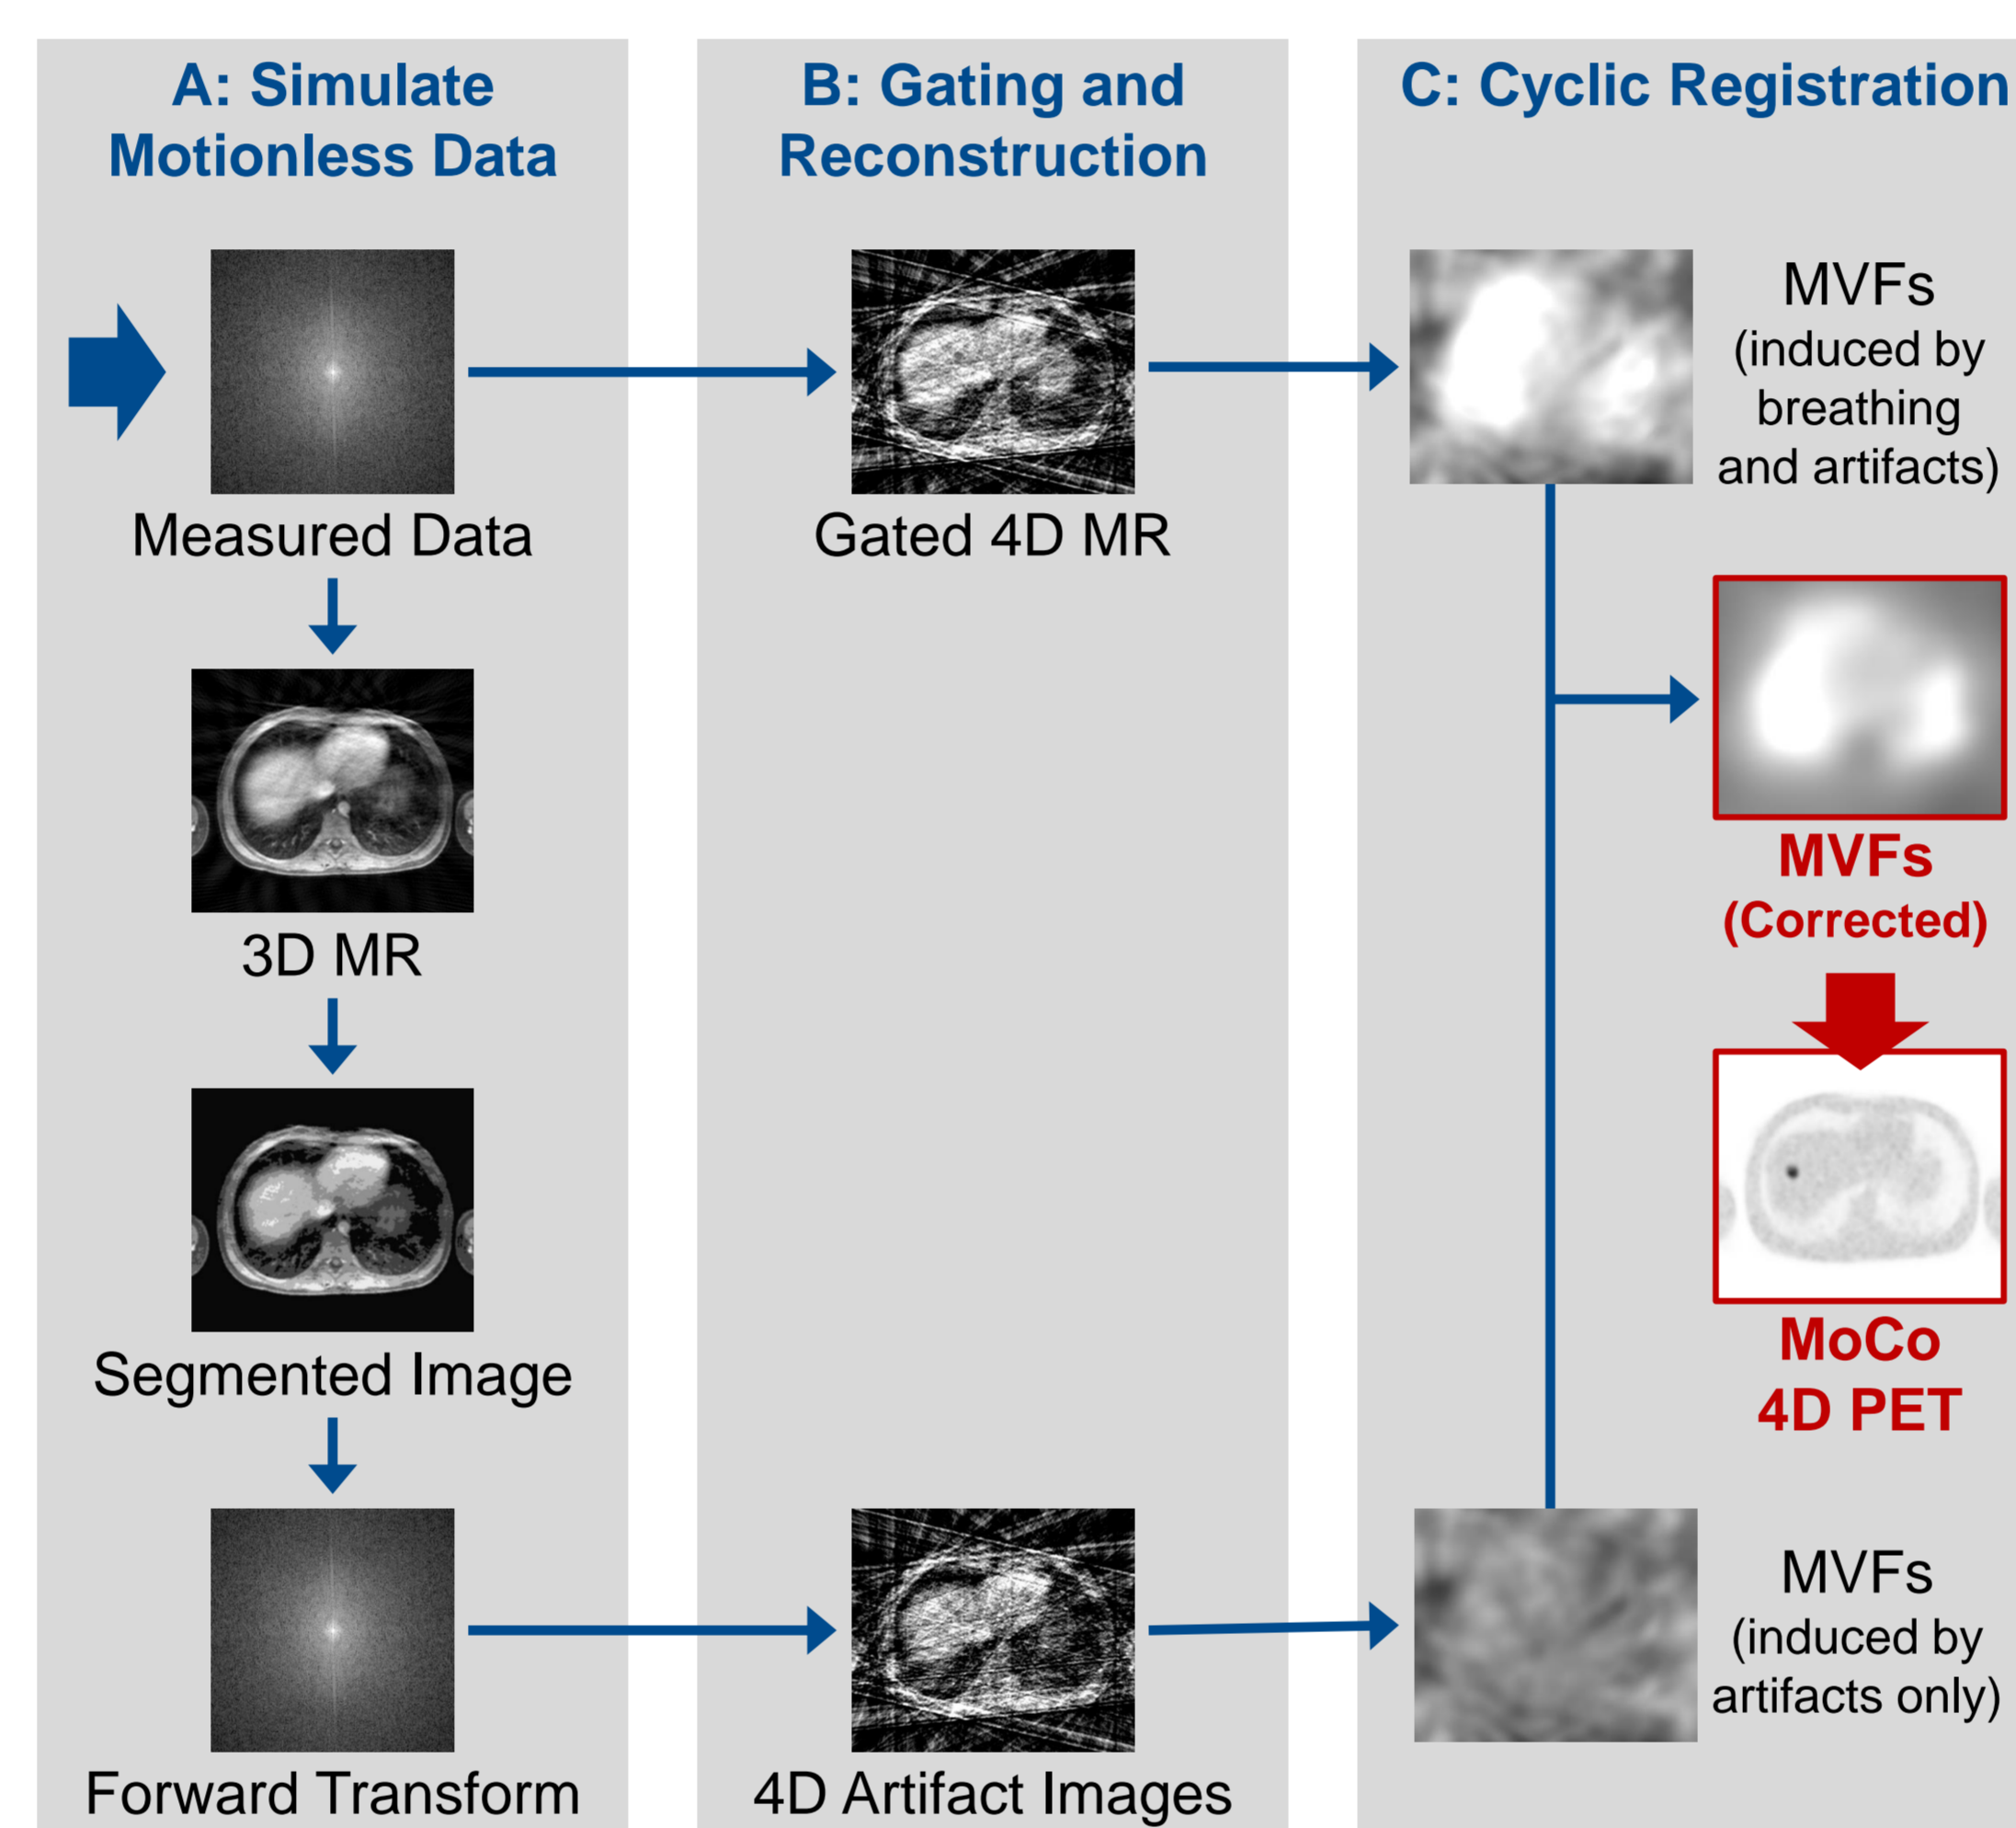 A: Simulate
Motionless Data
Measured Data
3D MR
Segmented Image
Forward Transform
B: Gating and
Reconstruction
Gated 4D MR
4D Artifact Images
C: Cyclic Registration
MVFs
(induced by
breathing
and artifacts)
MVFs
(Corrected)
MoCo
4D PET
MVFs
(induced by
artifacts only)